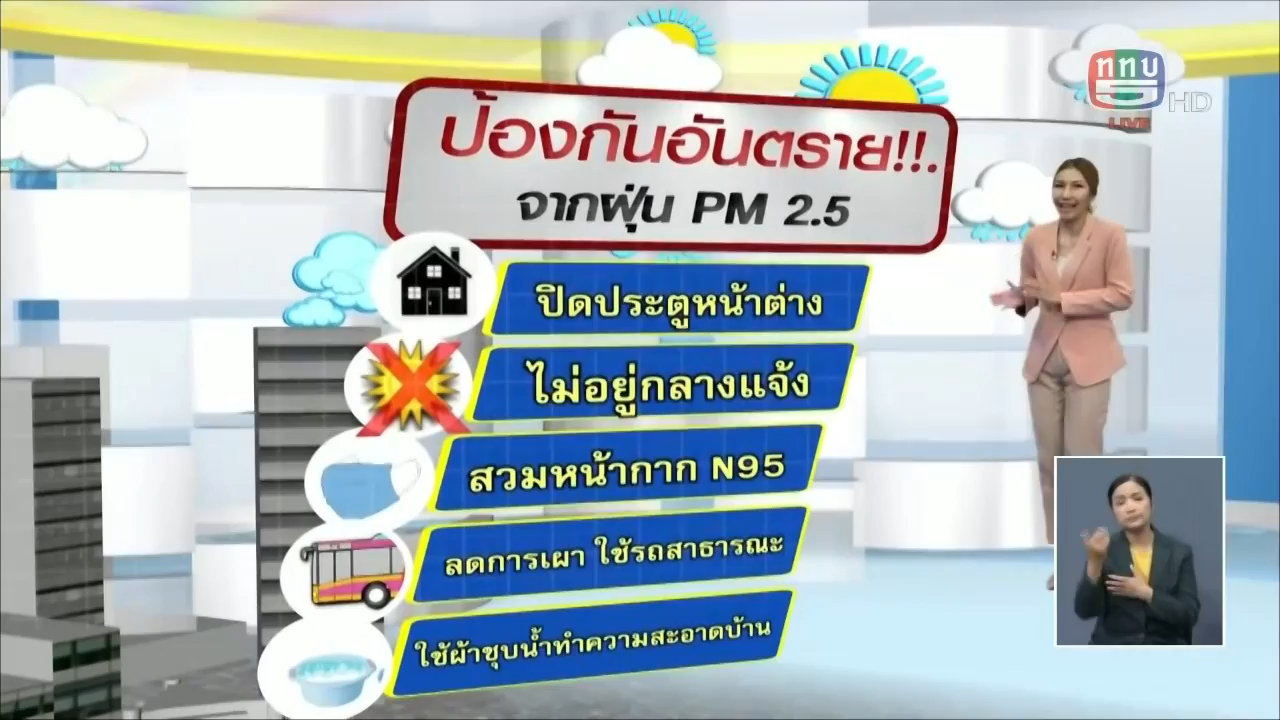 ททบ
HD
LIVE
ป้องกันอันตราย!!.
จากฝุ่น PM 2.5
ปิดประตูหน้าต่าง
ไม่อยู่กลางแจ้ง
สวมหน้ากาก N95
ลดการเผา ใช้รถสาธารณะ
ใช้ผ้าชุบน้ำทำความสะอาดบ้าน